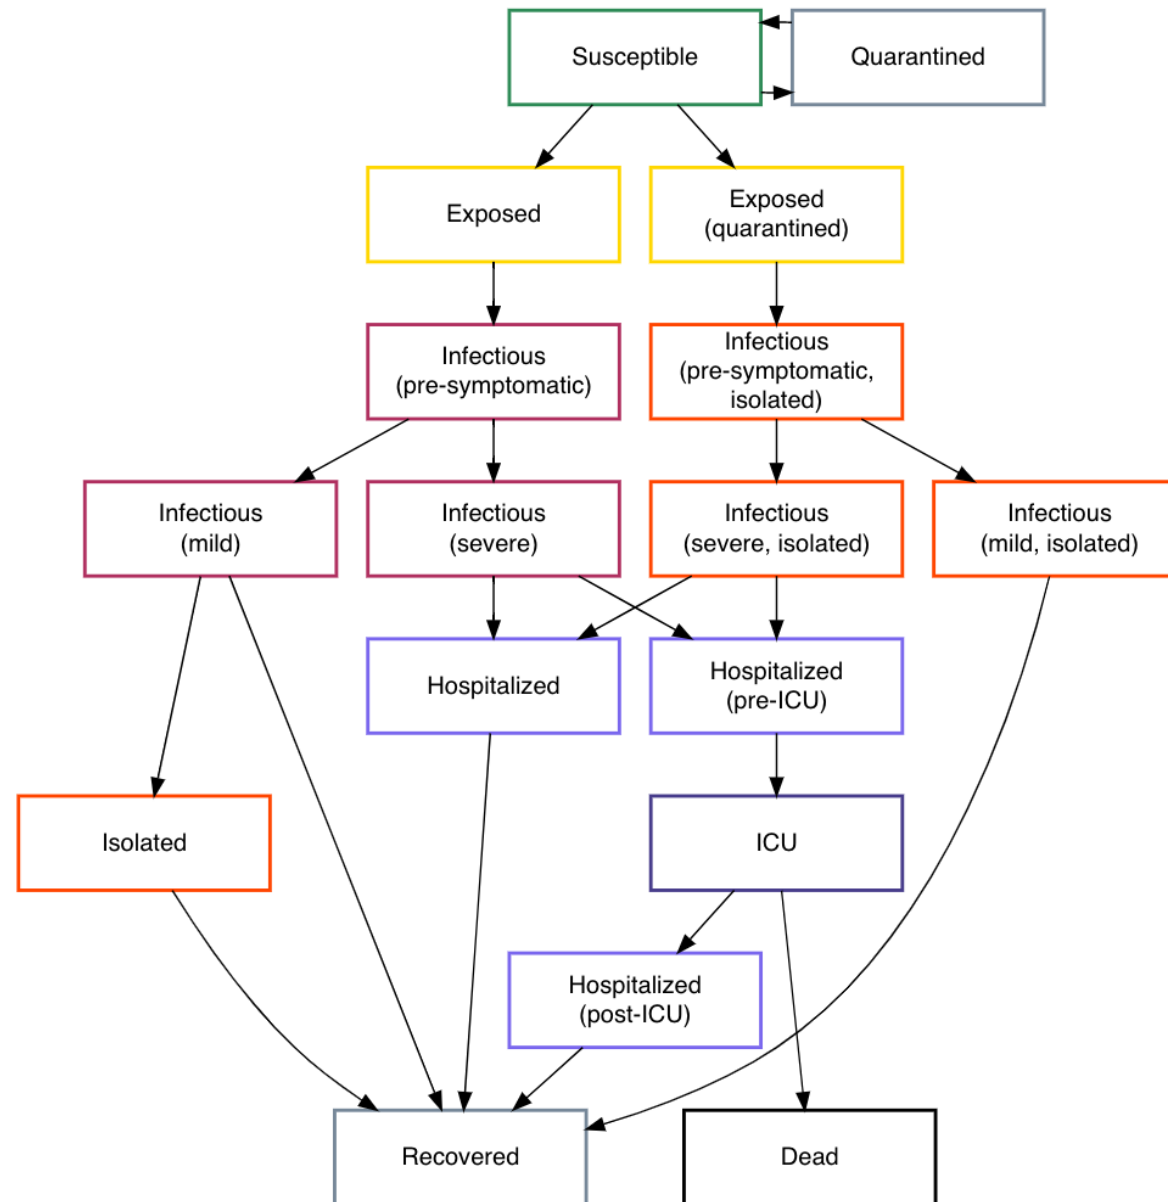 Susceptible
Quarantined
Exposed
Exposed
(quarantined)
Infectious
(pre-symptomatic)
Infectious
(pre-symptomatic,
isolated)
Infectious
(mild)
Infectious
(severe)
Infectious
(severe, isolated)
Infectious
(mild, isolated)
Hospitalized
Hospitalized
(pre-ICU)
Isolated
ICU
Hospitalized
(post-ICU)
Recovered
Dead